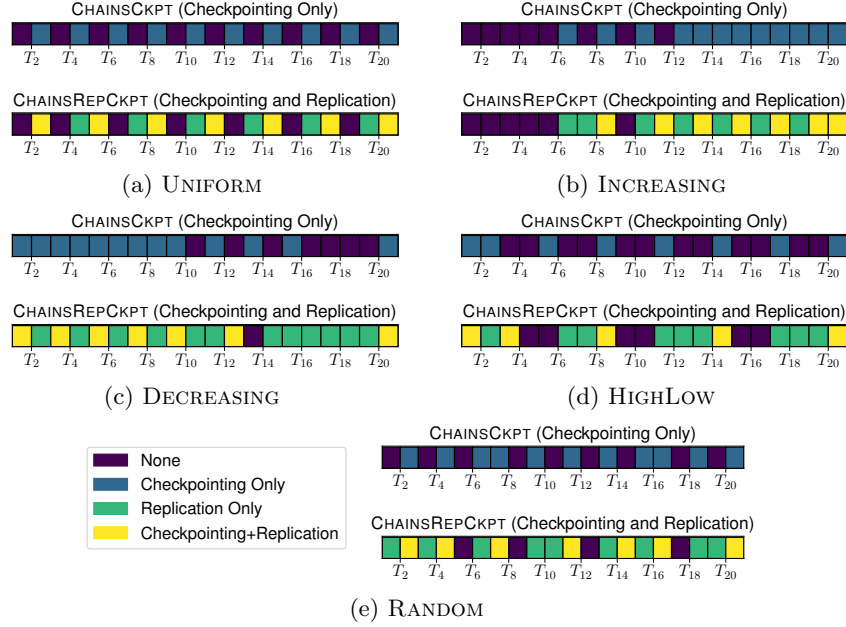 CHAINSCKPT (Checkpointing Only)
T2 T4 T6 T8 T10 T12 T14 T16 T18 T20
CHAINSREPCKPT (Checkpointing and Replication)
T2 T4 T6 T8 T10 T12 T14 T16 T18 T20
(a) UNIFORM
CHAINSCKPT (Checkpointing Only)
T2 T4 T6 T8 T10 T12 T14 T16 T18 T20
CHAINSREPCKPT (Checkpointing and Replication)
T2 T4 T6 T8 T10 T12 T14 T16 T18 T20
(b) INCREASING
CHAINSCKPT (Checkpointing Only)
T2 T4 T6 T8 T10 T12 T14 T16 T18 T20
CHAINSREPCKPT (Checkpointing and Replication)
T2 T4 T6 T8 T10 T12 T14 T16 T18 T20
(c) DECREASING
CHAINSCKPT (Checkpointing Only)
T2 T4 T6 T8 T10 T12 T14 T16 T18 T20
CHAINSREPCKPT (Checkpointing and Replication)
T2 T4 T6 T8 T10 T12 T14 T16 T18 T20
(d) HIGHLOW
None
Checkpointing Only
Replication Only
Checkpointing+Replication
CHAINSCKPT (Checkpointing Only)
T2 T4 T6 T8 T10 T12 T14 T16 T18 T20
CHAINSREPCKPT (Checkpointing and Replication)
T2 T4 T6 T8 T10 T12 T14 T16 T18 T20
(e) RANDOM